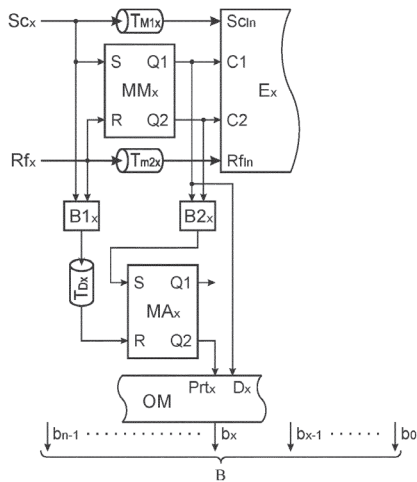 Scx
TM1x
ScIn
S Q1
C1
MMx
Ex
R Q2
C2
Rfx
Tm2x
RfIn
B1x
B2x
TDx
S Q1
MAx
R Q2
Prtx Dx
OM
bn-1 bx bx-1 b0
B